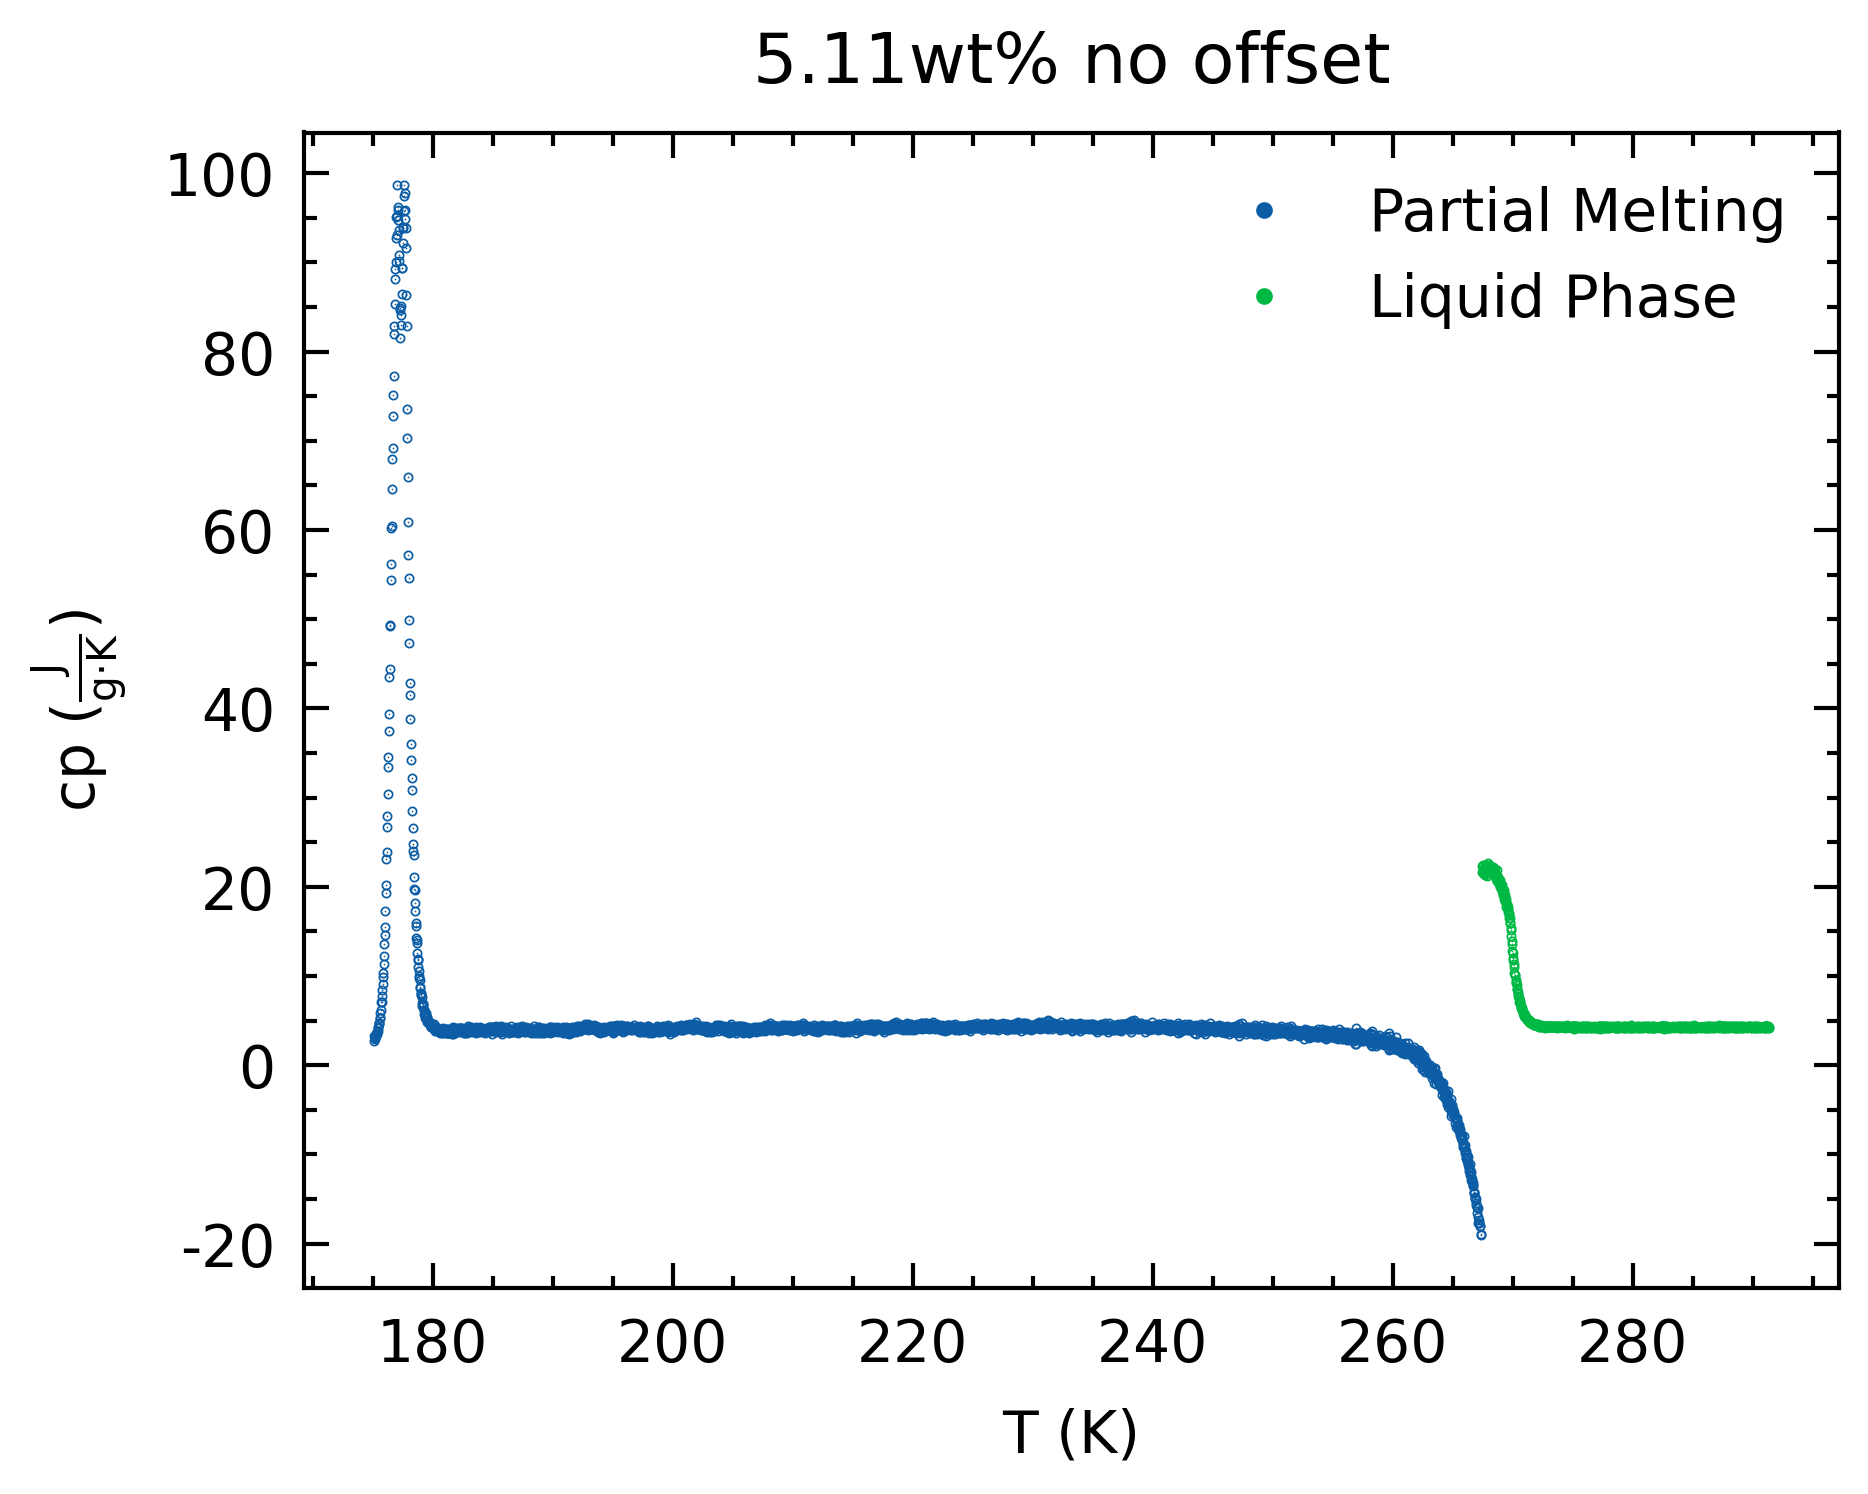 5.11wt% no offset
100
80
60
40
20
0
-20
cp (J/g·K)
Partial Melting
Liquid Phase
180 200 220 240 260 280
T (K)